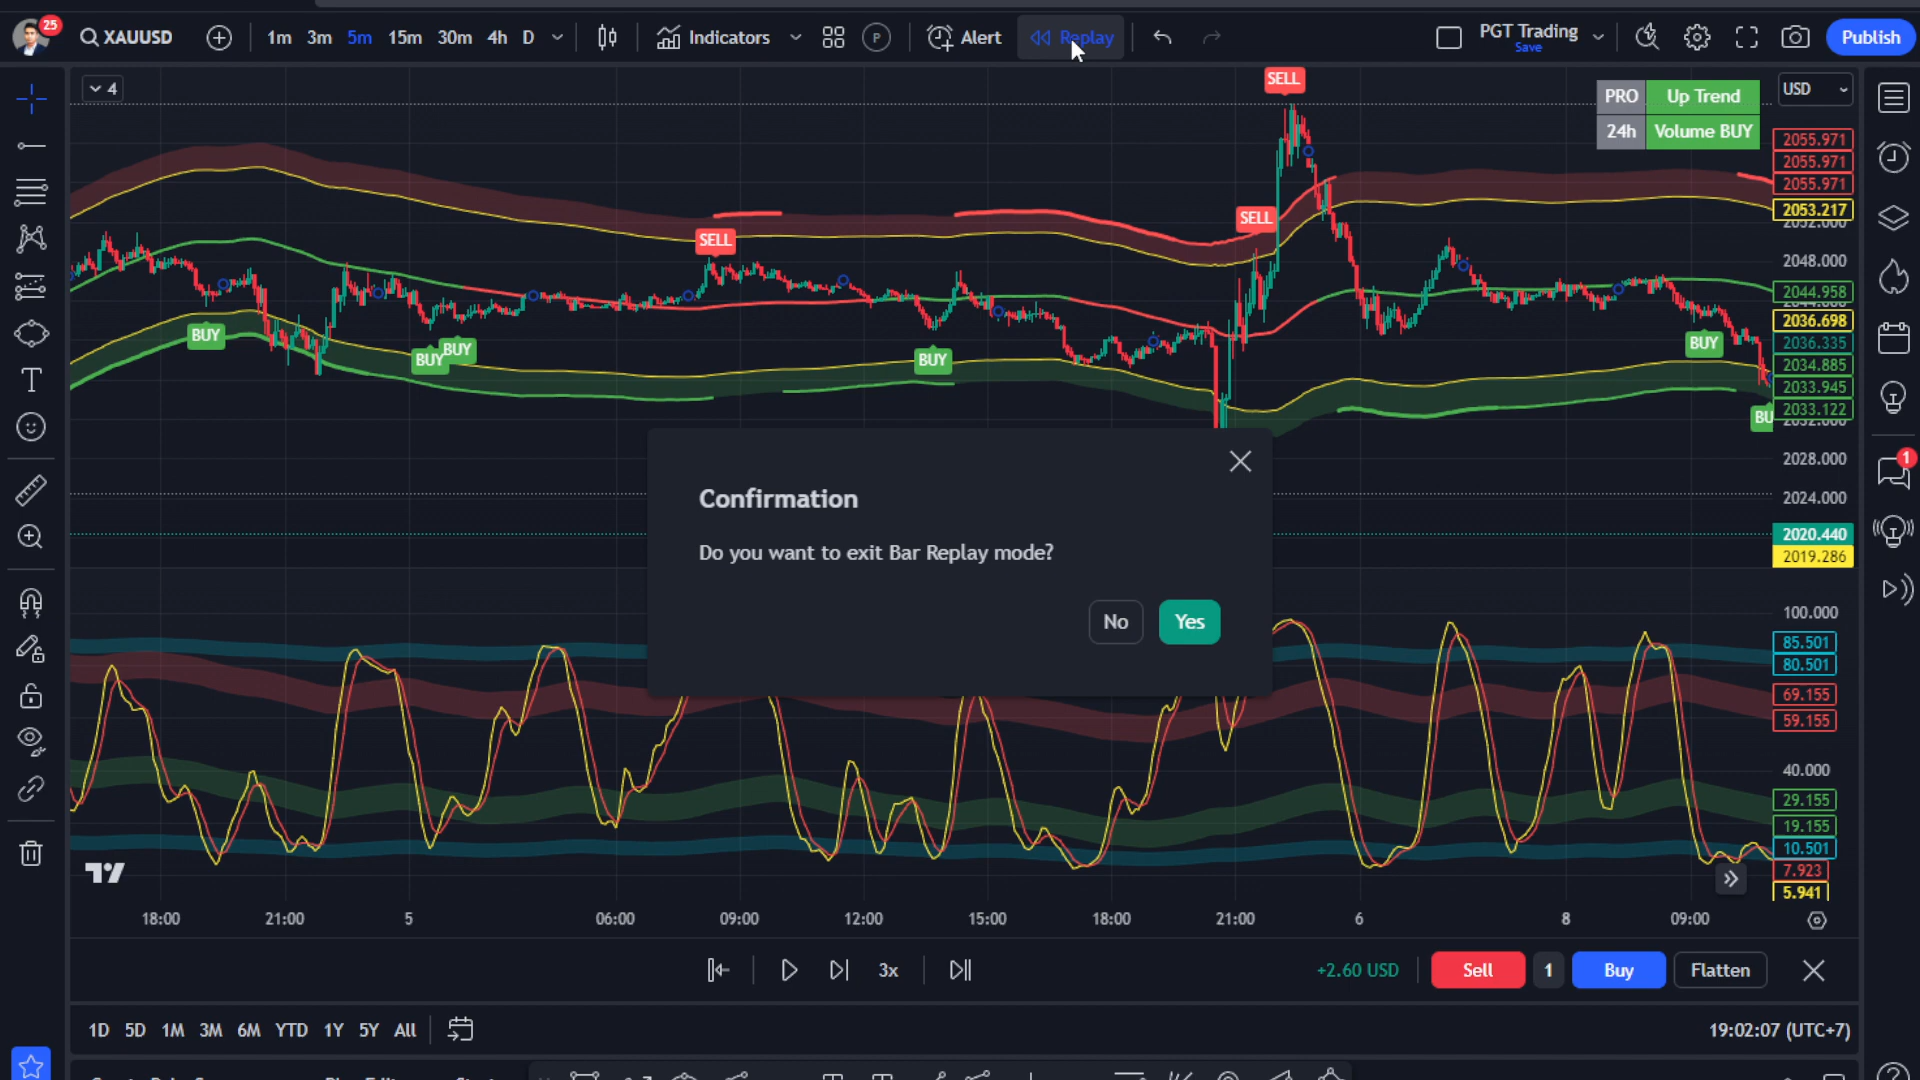 25
XAUUSD
1m 3m 5m 15m 30m 4h D
Indicators
P
Alert
Replay
PGT Trading
Save
Publish
4
PRO Up Trend
24h Volume BUY
USD
SELL
SELL
SELL
BUY
BUY
BUY
BUY
BUY
BU
2055.971
2055.971
2055.971
2053.217
2052.000
2048.000
2044.958
2036.698
2036.335
2034.885
2033.945
2033.122
2032.000
2028.000
2024.000
2020.440
2019.286
Confirmation
Do you want to exit Bar Replay mode?
No Yes
100.000
85.501
80.501
69.155
59.155
40.000
29.155
19.155
10.501
7.923
5.941
1
18:00 21:00 5 06:00 09:00 12:00 15:00 18:00 21:00 6 8 09:00
3x
+2.60 USD
Sell 1 Buy Flatten
1D 5D 1M 3M 6M YTD 1Y 5Y All
19:02:07 (UTC+7)